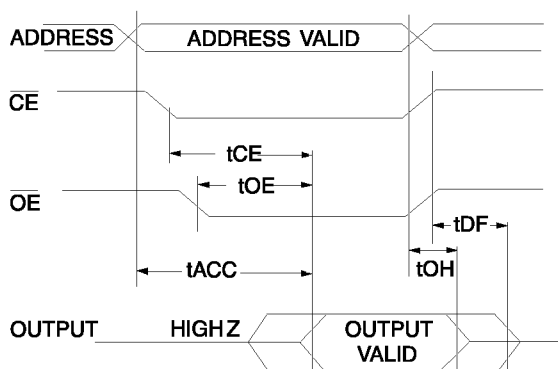 ADDRESS ADDRESS VALID
CE
tCE
tOE
OE
tDF
tACC
tOH
OUTPUT HIGH Z OUTPUT
VALID